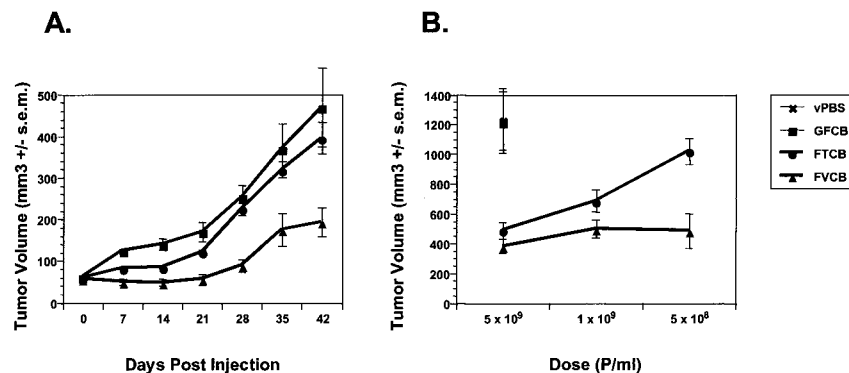 A.
Tumor Volume (mm3 +/- s.e.m.)
500
400
300
200
100
0
0 7 14 21 28 35 42
Days Post Injection
B.
Tumor Volume (mm3 +/- s.e.m.)
1400
1200
1000
800
600
400
200
0
5 x 10⁹ 1 x 10⁹ 5 x 10⁸
Dose (P/ml)
vPBS
GFCB
FTCB
FVCB